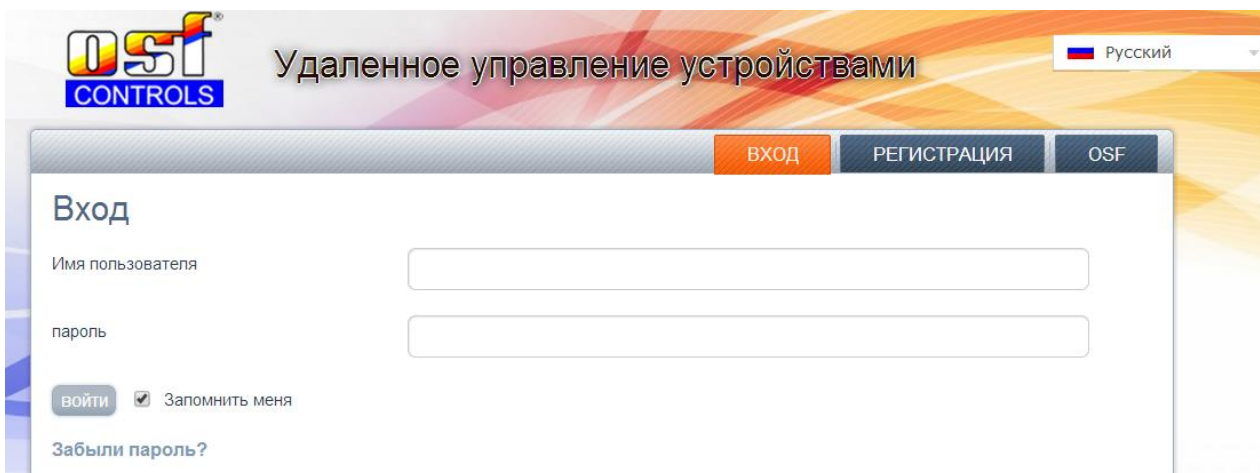 osf®
CONTROLS
Удаленное управление устройствами
Русский
ВХОД РЕГИСТРАЦИЯ OSF
Вход
Имя пользователя
пароль
войти Запомнить меня
Забыли пароль?